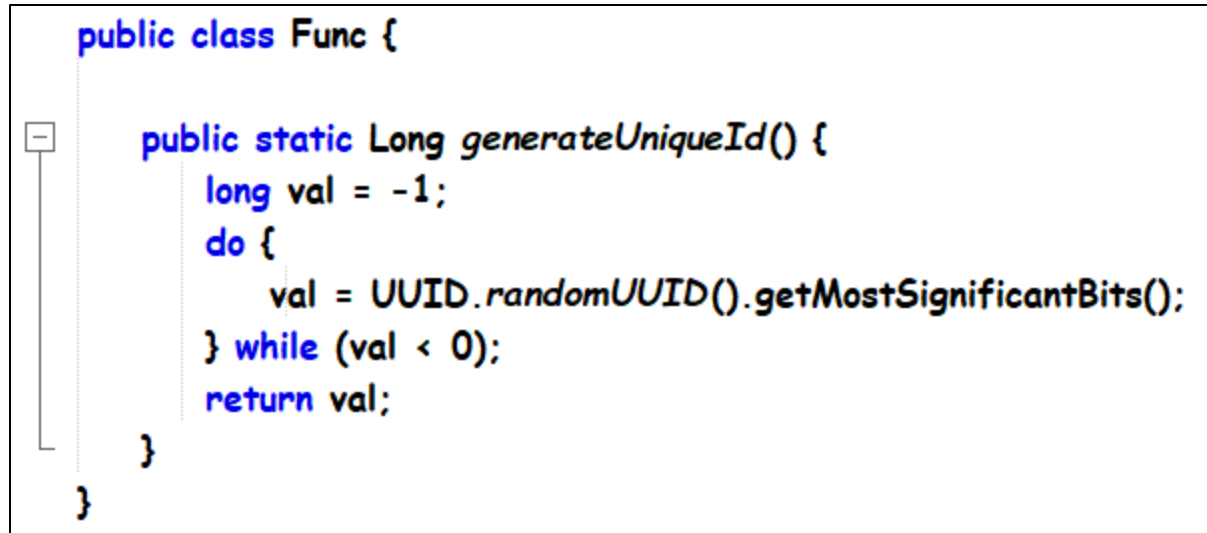 public class Func {
public static Long generateUniqueId() {
long val = -1;
do {
val = UUID.randomUUID().getMostSignificantBits();
} while (val < 0);
return val;
}
}